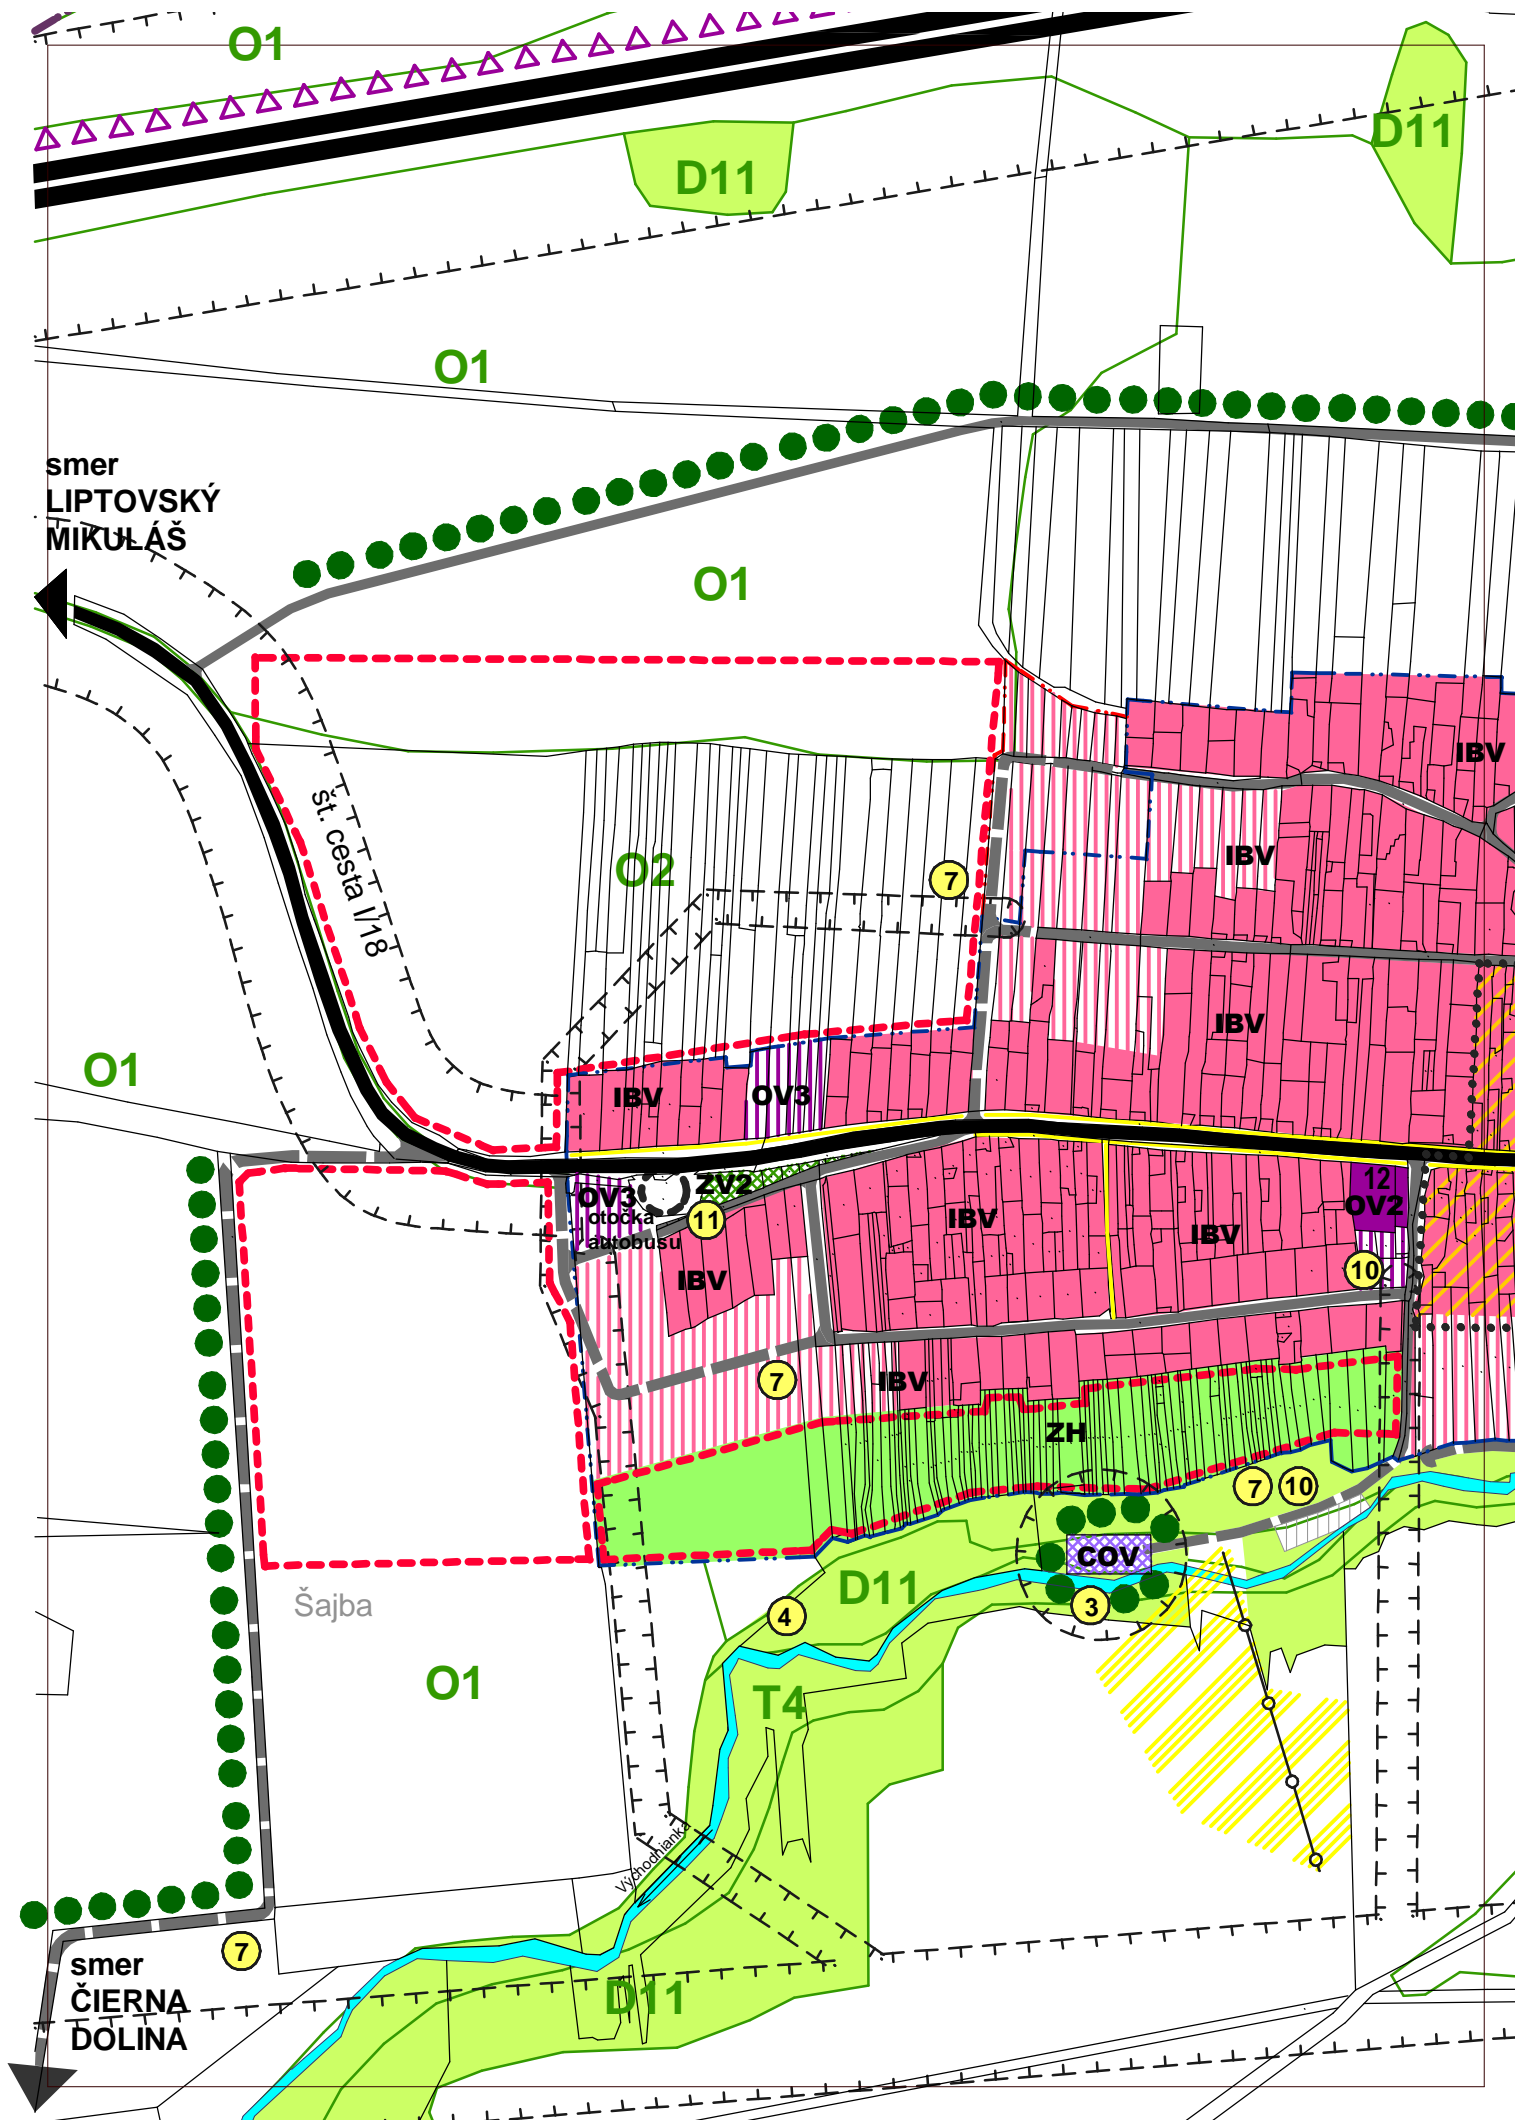 O1
D11
D11
O1
smer
LIPTOVSKÝ
MIKULÁŠ
O1
IBV
št. cesta I/18
O2
7
IBV
IBV
O1
IBV
OV3
12
OV2
OV3
ZV2
otočka
autobusu
11
IBV
IBV
10
IBV
7
IBV
ZH
7
10
COV
D11
Šajba
4
3
O1
T4
Východnianka
7
smer
ČIERNA
DOLINA
D11